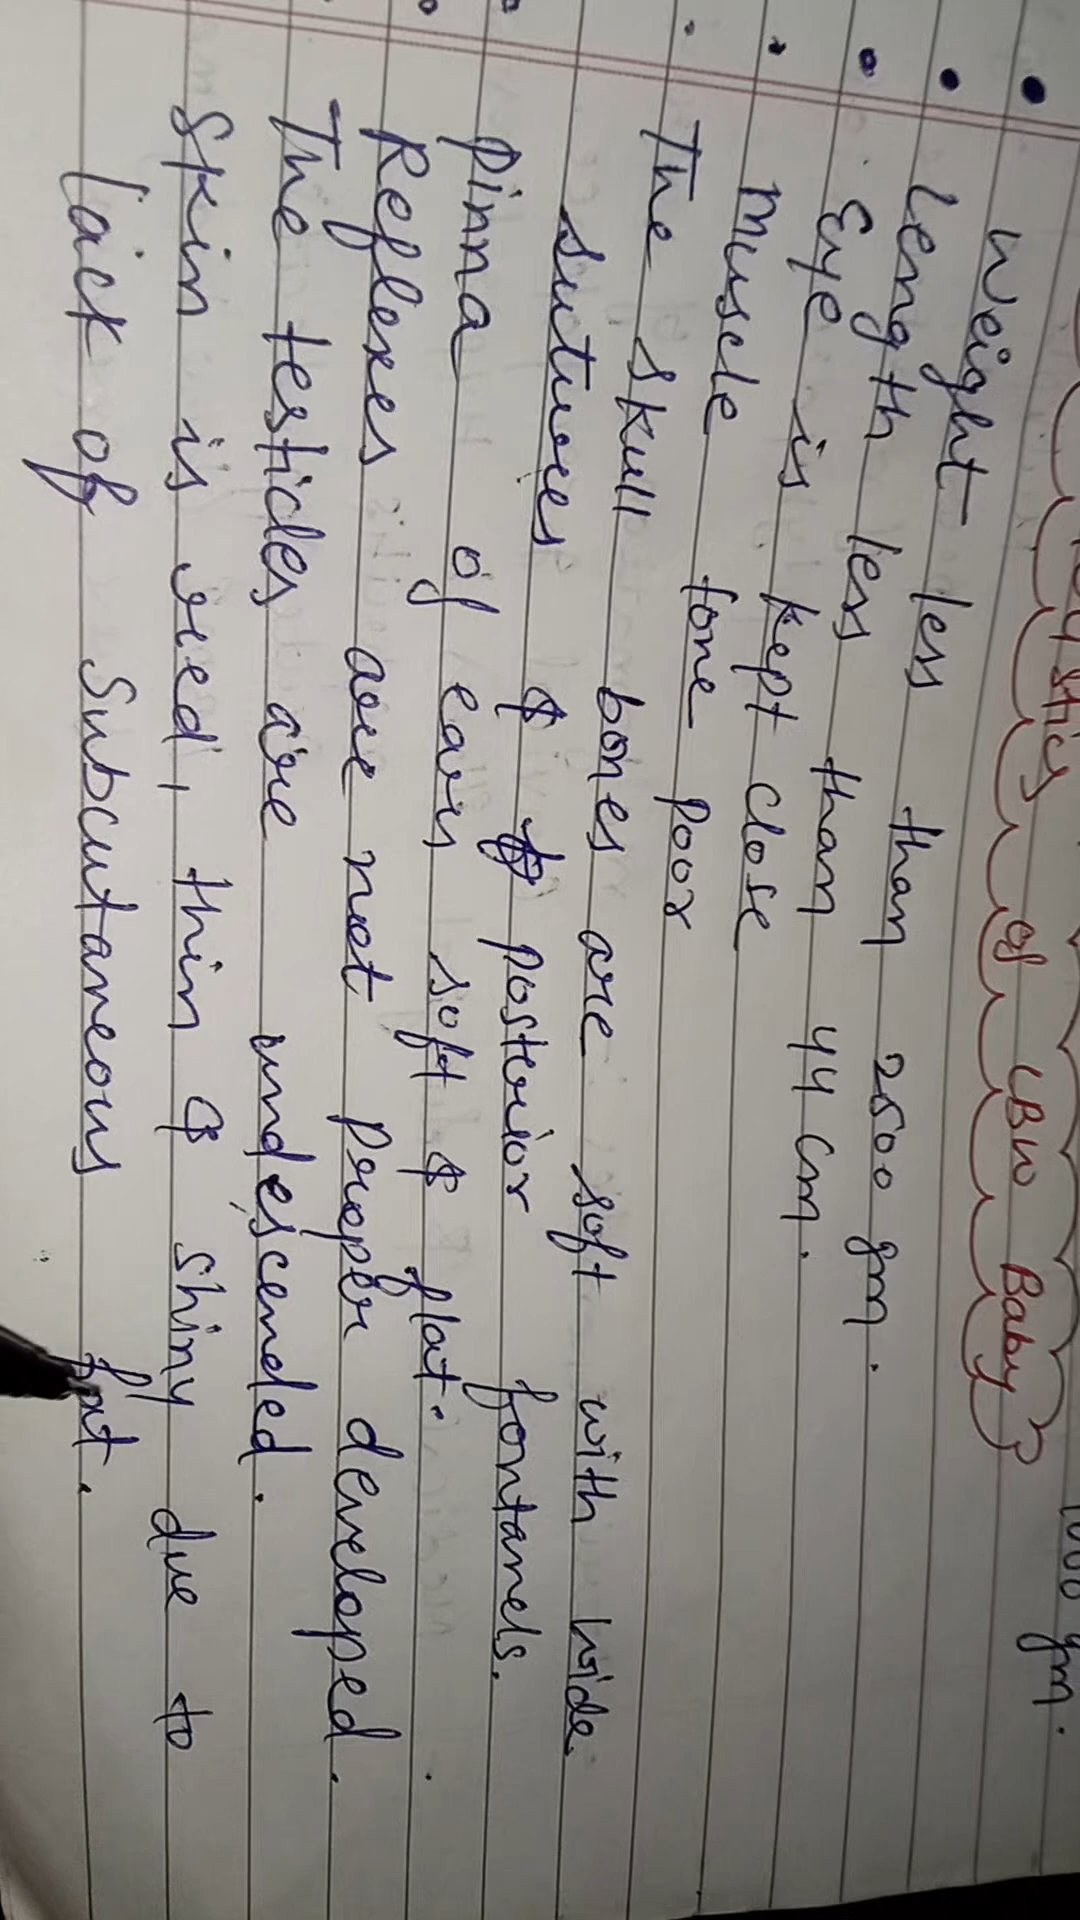 1000 gm.
of LBW Baby
• Weight less than 2500 gm.
• length less than 44 cm.
• Eye is kept close
• Muscle tone poor
• The skull bones are soft with wide
sutures & posterior fontanels.
• Pinna of ears soft & flat.
• Reflexes are not proper developed.
The testicles are undescended.
Skin is red, thin & shiny due to
lack of Subcutaneous fat.